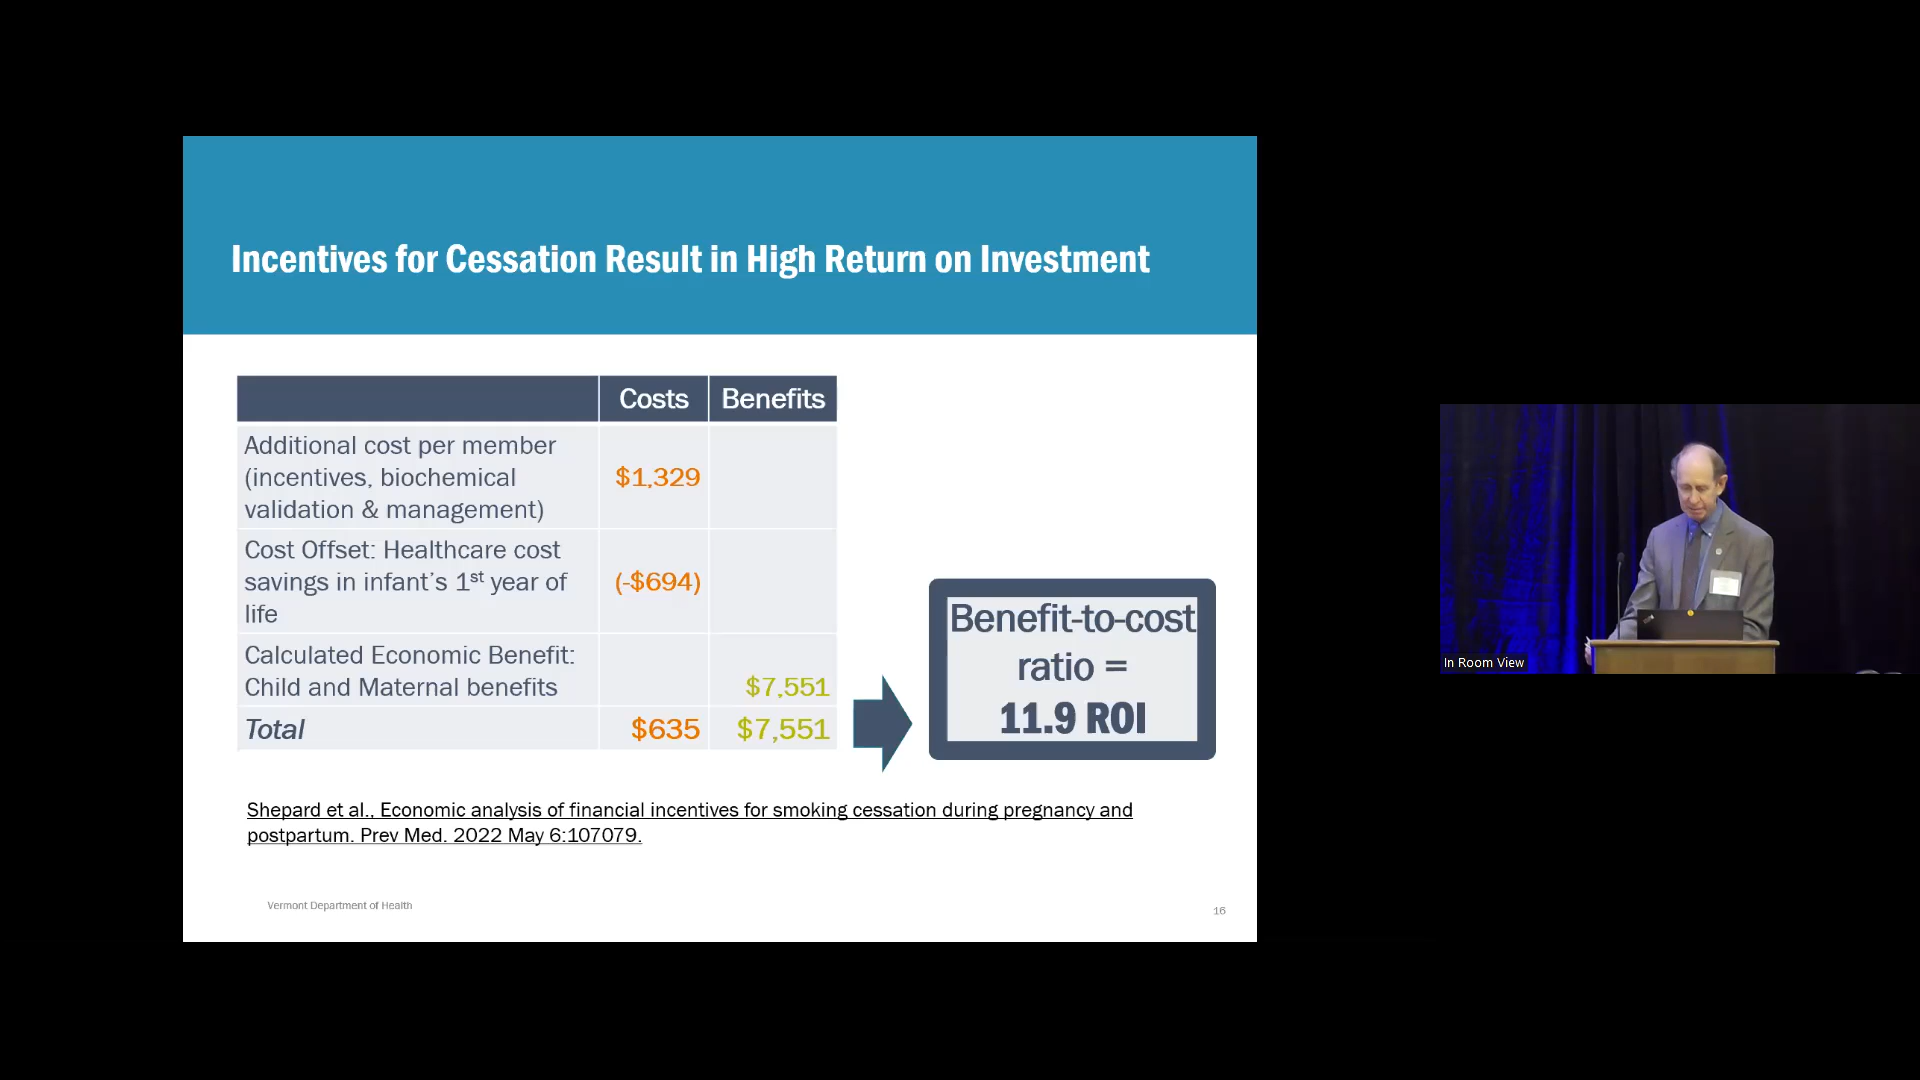 Incentives for Cessation Result in High Return on Investment
Costs
Benefits
Additional cost per member
(incentives, biochemical
validation & management)
$1,329
Cost Offset: Healthcare cost
savings in infant's 1st year of
life
(-$694)
Calculated Economic Benefit:
Child and Maternal benefits
$7,551
Total
$635
$7,551
Benefit-to-cost
ratio =
11.9 ROI
Shepard et al., Economic analysis of financial incentives for smoking cessation during pregnancy and
postpartum. Prev Med. 2022 May 6:107079.
Vermont Department of Health
16
In Room View